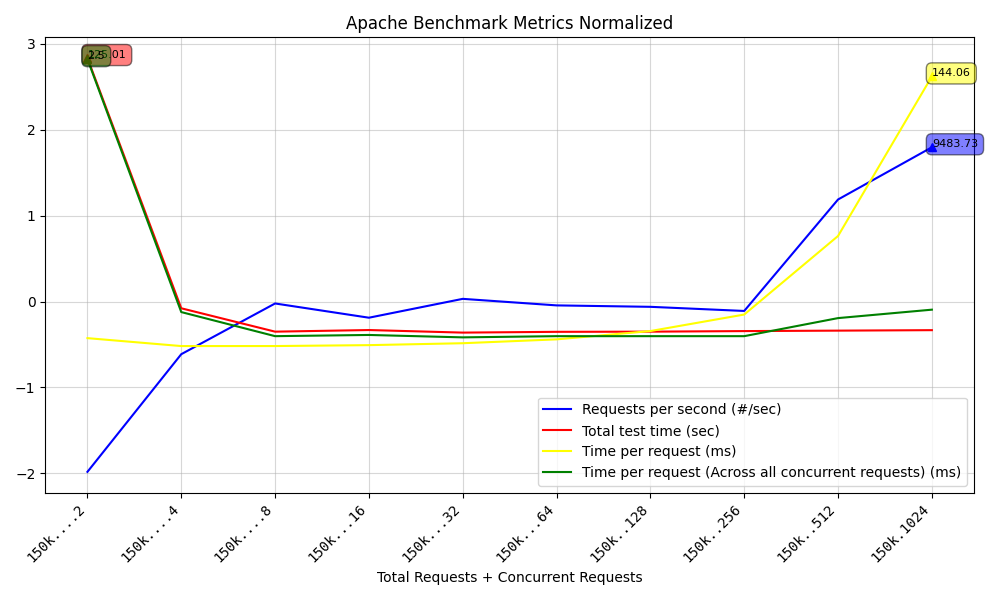 Apache Benchmark Metrics Normalized
3
2
1
0
−1
−2
144.06
9483.73
Requests per second (#/sec)
Total test time (sec)
Time per request (ms)
Time per request (Across all concurrent requests) (ms)
150k....2
150k....4
150k....8
150k...16
150k...32
150k...64
150k..128
150k..256
150k..512
150k.1024
Total Requests + Concurrent Requests